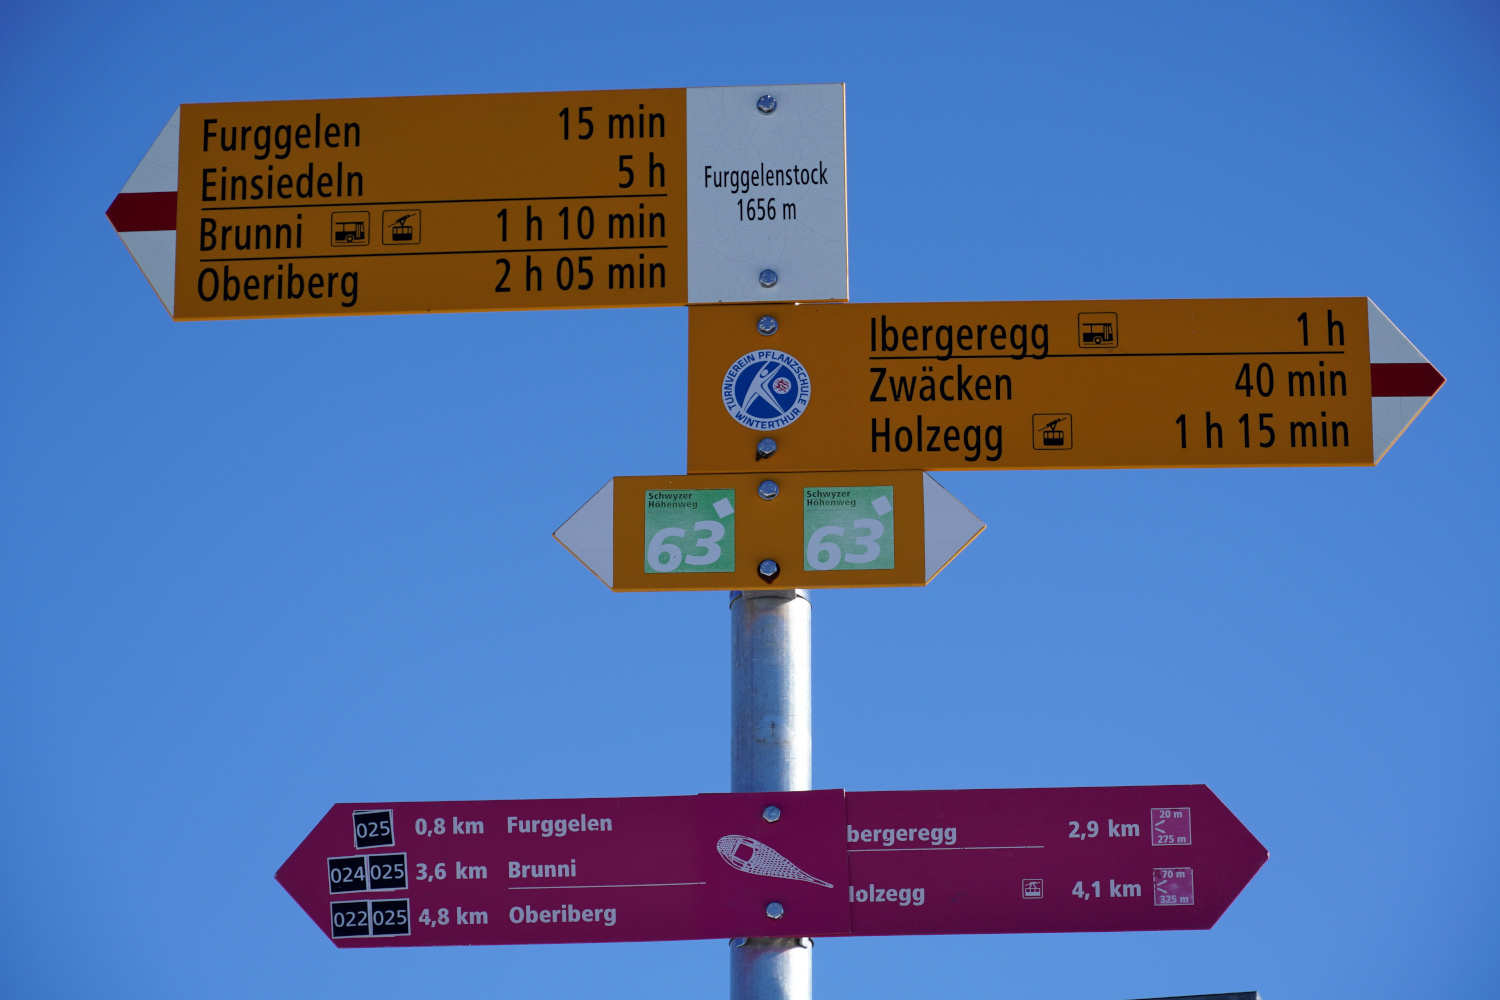 Furggelen 15 min
Einsiedeln 5 h
Brunni 1 h 10 min
Oberiberg 2 h 05 min
Furggelenstock
1656 m
Ibergeregg 1 h
Zwäcken 40 min
Holzegg 1 h 15 min
TURNVEREIN PFLANZSCHULE
WINTERTHUR
Schwyzer
Höhenweg
63
Schwyzer
Höhenweg
63
025 0,8 km Furggelen
024 025 3,6 km Brunni
022 025 4,8 km Oberiberg
bergeregg 2,9 km
20 m
275 m
olzegg 4,1 km
70 m
325 m